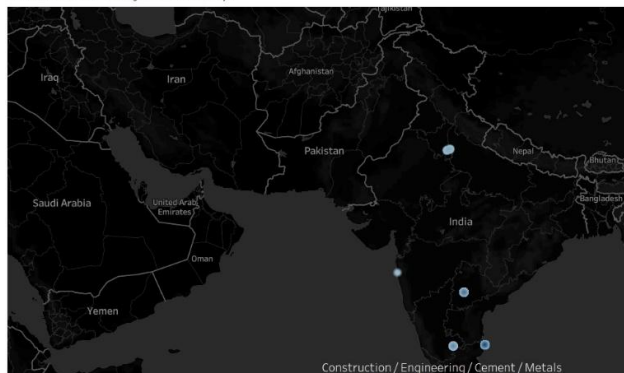 Tajikistan
Iraq
Iran
Afghanistan
Pakistan
Nepal
Bhutan
Bangladesh
Saudi Arabia
United Arab
Emirates
India
Oman
Yemen
Construction / Engineering / Cement / Metals